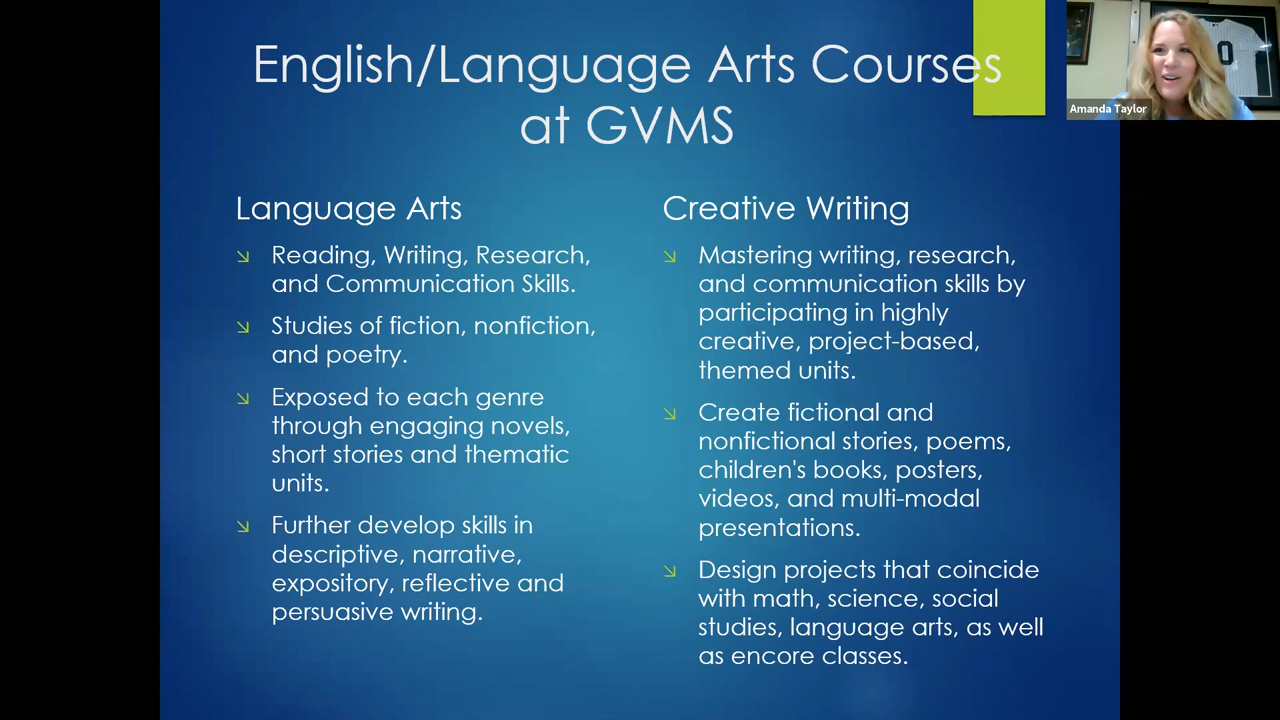 English/Language Arts Courses
at GVMS
Amanda Taylor
Language Arts
Reading, Writing, Research,
and Communication Skills.
Studies of fiction, nonfiction,
and poetry.
Exposed to each genre
through engaging novels,
short stories and thematic
units.
Further develop skills in
descriptive, narrative,
expository, reflective and
persuasive writing.
Creative Writing
Mastering writing, research,
and communication skills by
participating in highly
creative, project-based,
themed units.
Create fictional and
nonfictional stories, poems,
children's books, posters,
videos, and multi-modal
presentations.
Design projects that coincide
with math, science, social
studies, language arts, as well
as encore classes.